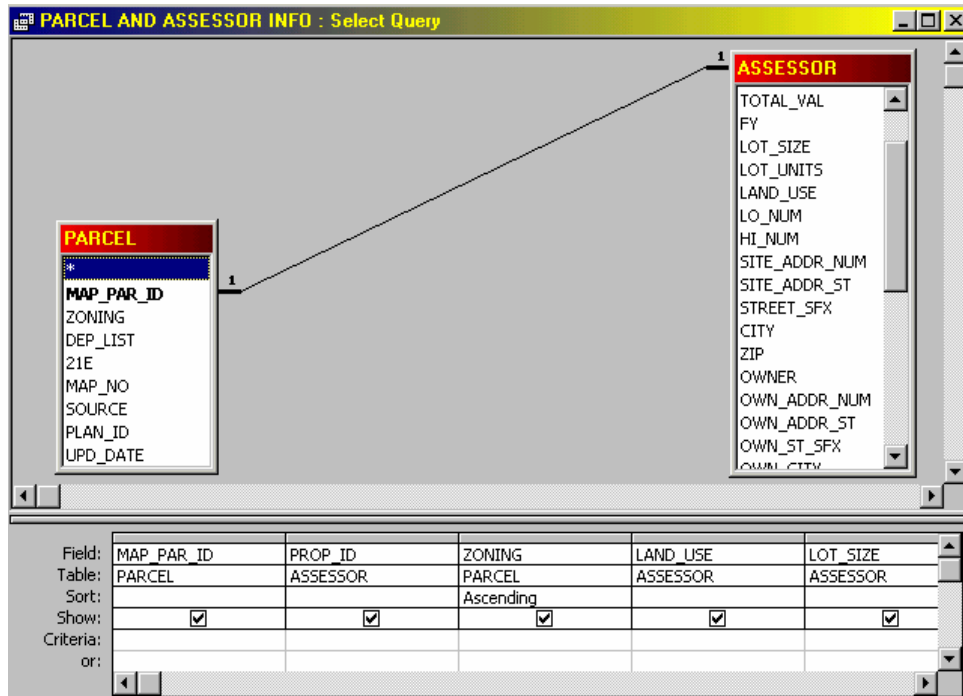 PARCEL AND ASSESSOR INFO : Select Query
1
ASSESSOR
TOTAL_VAL
FY
LOT_SIZE
LOT_UNITS
LAND_USE
LO_NUM
HI_NUM
SITE_ADDR_NUM
SITE_ADDR_ST
STREET_SFX
CITY
ZIP
OWNER
OWN_ADDR_NUM
OWN_ADDR_ST
OWN_ST_SFX
OWN_CITY
PARCEL
*
1
MAP_PAR_ID
ZONING
DEP_LIST
21E
MAP_NO
SOURCE
PLAN_ID
UPD_DATE
Field: MAP_PAR_ID PROP_ID ZONING LAND_USE LOT_SIZE
Table: PARCEL ASSESSOR PARCEL ASSESSOR ASSESSOR
Sort: Ascending
Show:
Criteria:
or: